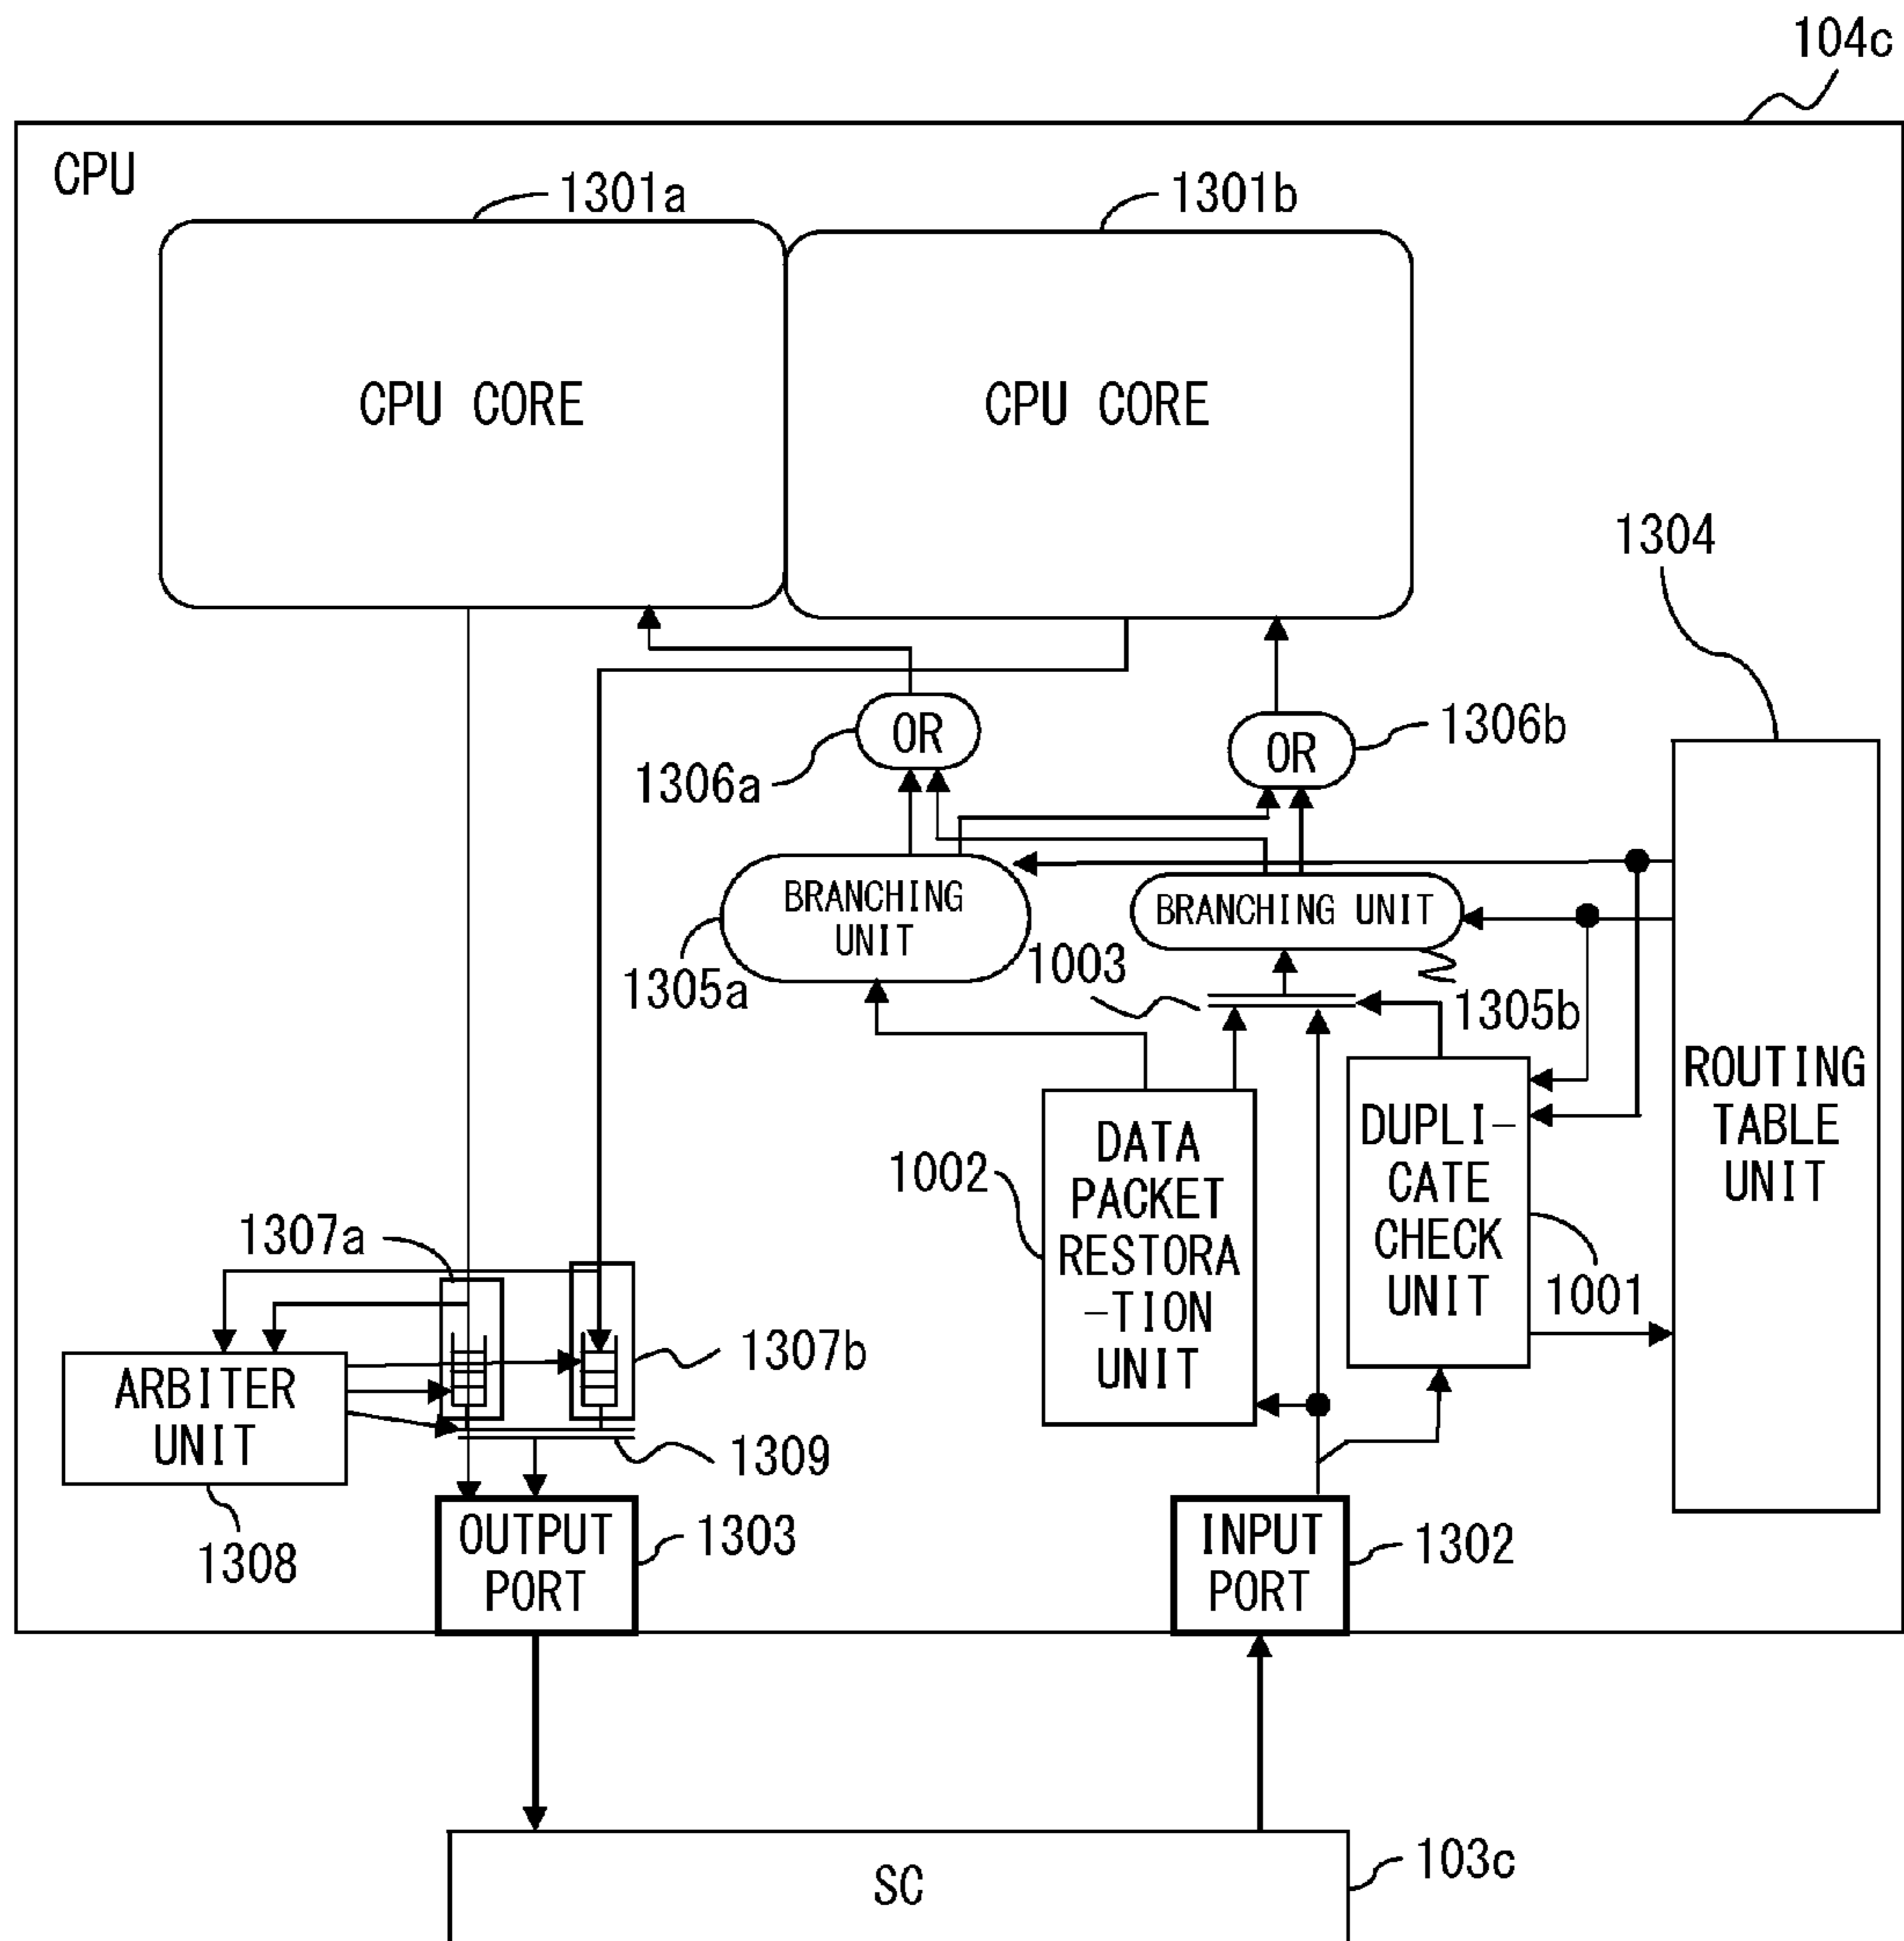 104c
CPU
1301a
1301b
CPU CORE
CPU CORE
1304
OR
OR
1306b
1306a
BRANCHING
UNIT
BRANCHING UNIT
1003
1305a
1305b
ROUTING
TABLE
UNIT
DATA
PACKET
RESTORA
-TION
UNIT
DUPLI-
CATE
CHECK
UNIT
1002
1307a
1001
1307b
ARBITER
UNIT
1309
1308
OUTPUT
PORT
1303
INPUT
PORT
1302
SC
103c